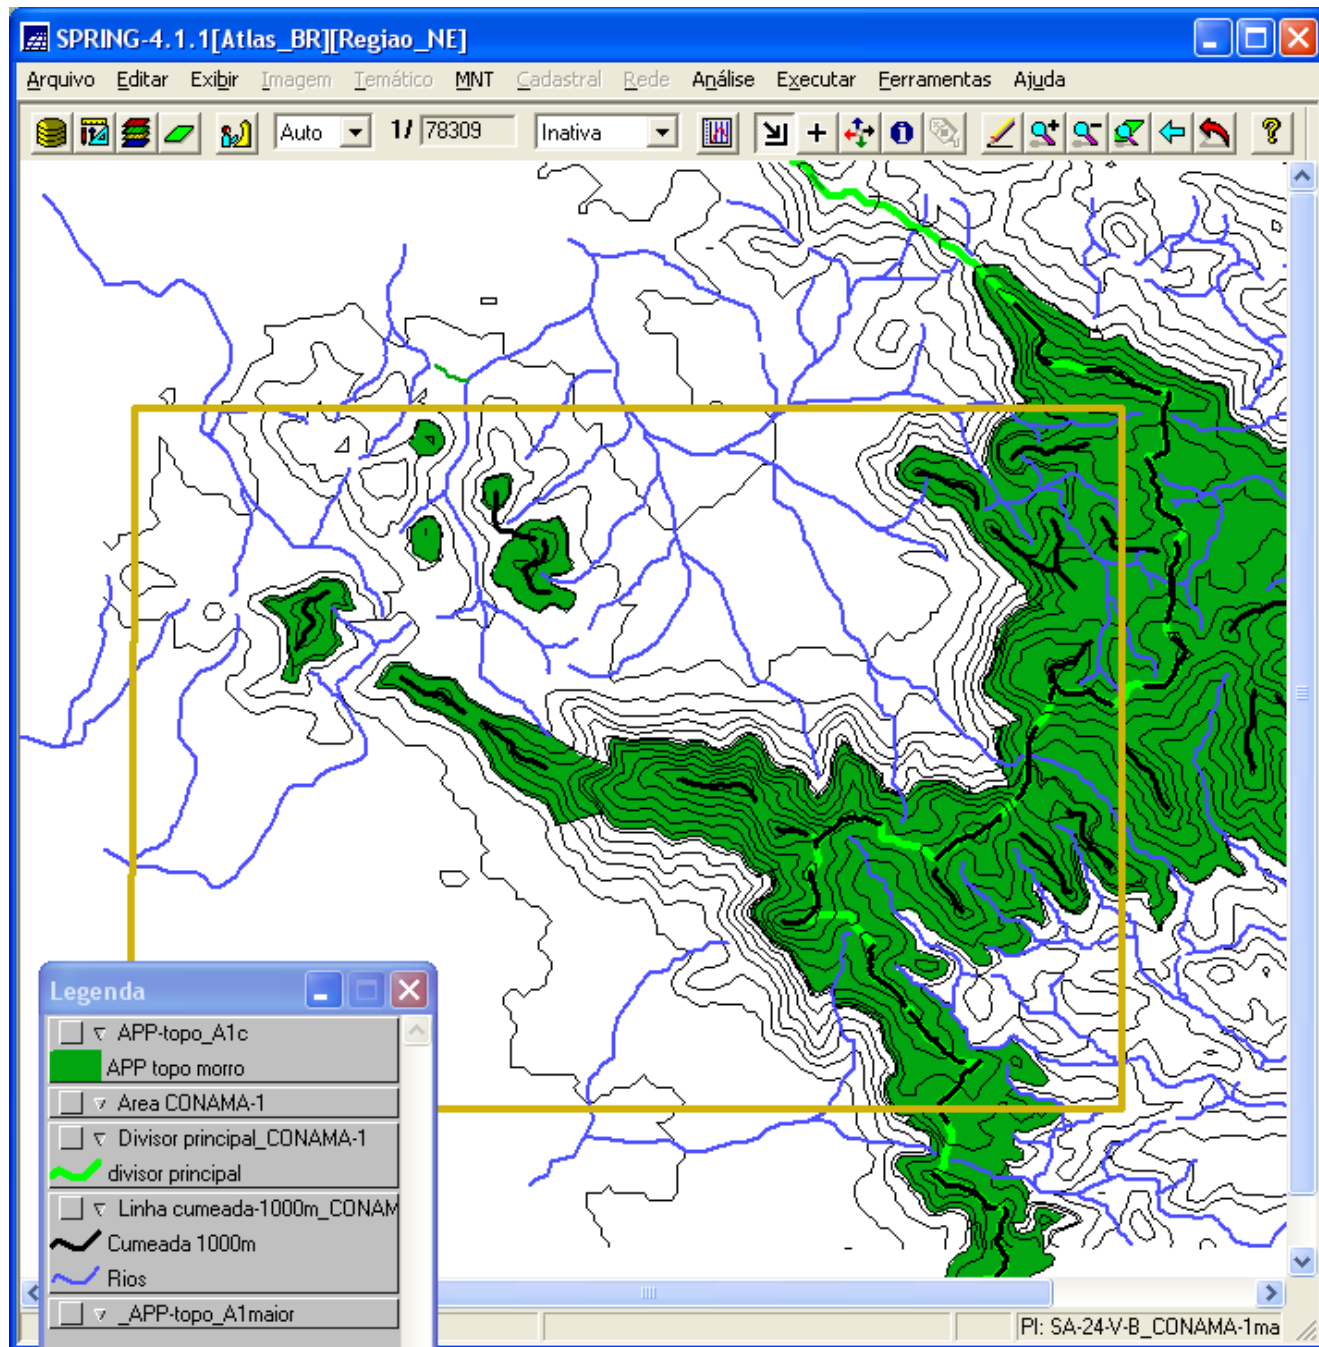 SPRING-4.1.1[Atlas_BR][Regiao_NE]
Arquivo Editar Exibir Imagem Temático MNT Cadastral Rede Análise Executar Ferramentas Ajuda
Auto 1/ 78309 Inativa
Legenda
APP-topo_A1c
APP topo morro
Area CONAMA-1
Divisor principal_CONAMA-1
divisor principal
Linha cumeada-1000m_CONAM
Cumeada 1000m
Rios
_APP-topo_A1maior
PI: SA-24-V-B_CONAMA-1ma